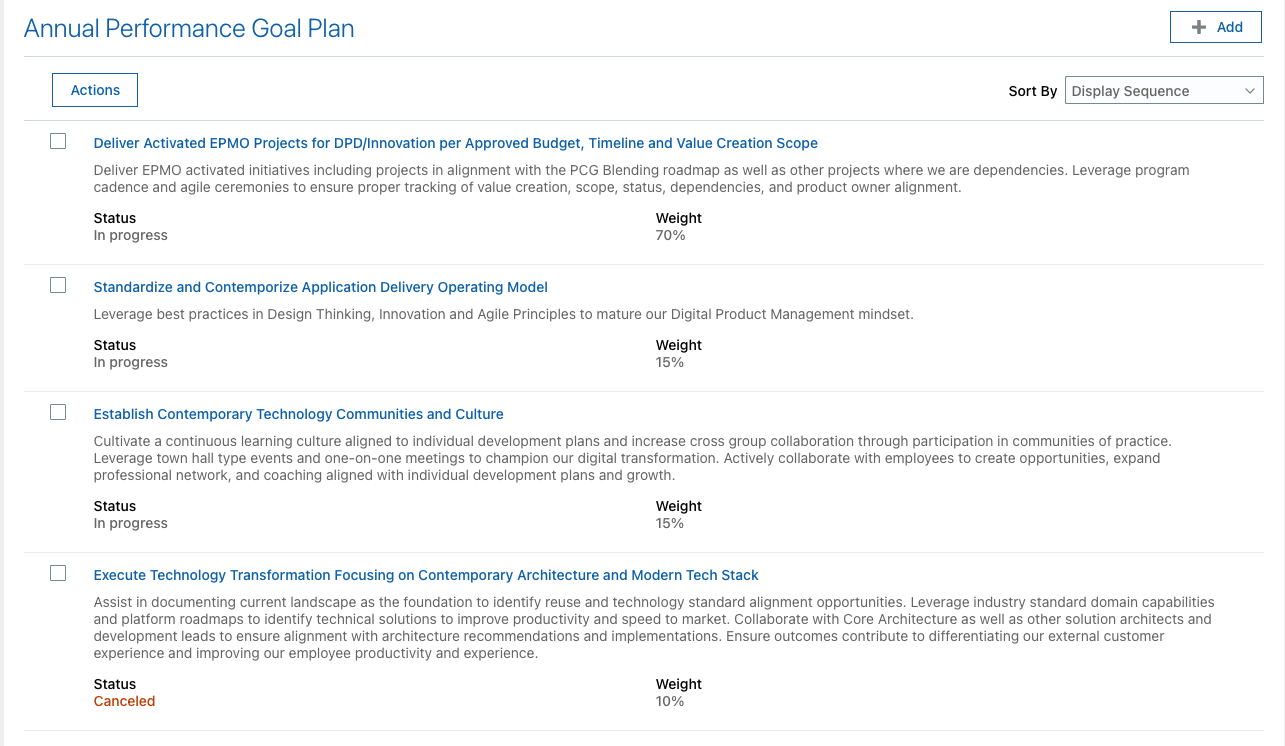 Annual Performance Goal Plan
Add
Actions
Sort By Display Sequence
Deliver Activated EPMO Projects for DPD/Innovation per Approved Budget, Timeline and Value Creation Scope
Deliver EPMO activated initiatives including projects in alignment with the PCG Blending roadmap as well as other projects where we are dependencies. Leverage program
cadence and agile ceremonies to ensure proper tracking of value creation, scope, status, dependencies, and product owner alignment.
Status Weight
In progress 70%
Standardize and Contemporize Application Delivery Operating Model
Leverage best practices in Design Thinking, Innovation and Agile Principles to mature our Digital Product Management mindset.
Status Weight
In progress 15%
Establish Contemporary Technology Communities and Culture
Cultivate a continuous learning culture aligned to individual development plans and increase cross group collaboration through participation in communities of practice.
Leverage town hall type events and one-on-one meetings to champion our digital transformation. Actively collaborate with employees to create opportunities, expand
professional network, and coaching aligned with individual development plans and growth.
Status Weight
In progress 15%
Execute Technology Transformation Focusing on Contemporary Architecture and Modern Tech Stack
Assist in documenting current landscape as the foundation to identify reuse and technology standard alignment opportunities. Leverage industry standard domain capabilities
and platform roadmaps to identify technical solutions to improve productivity and speed to market. Collaborate with Core Architecture as well as other solution architects and
development leads to ensure alignment with architecture recommendations and implementations. Ensure outcomes contribute to differentiating our external customer
experience and improving our employee productivity and experience.
Status Weight
Canceled 10%